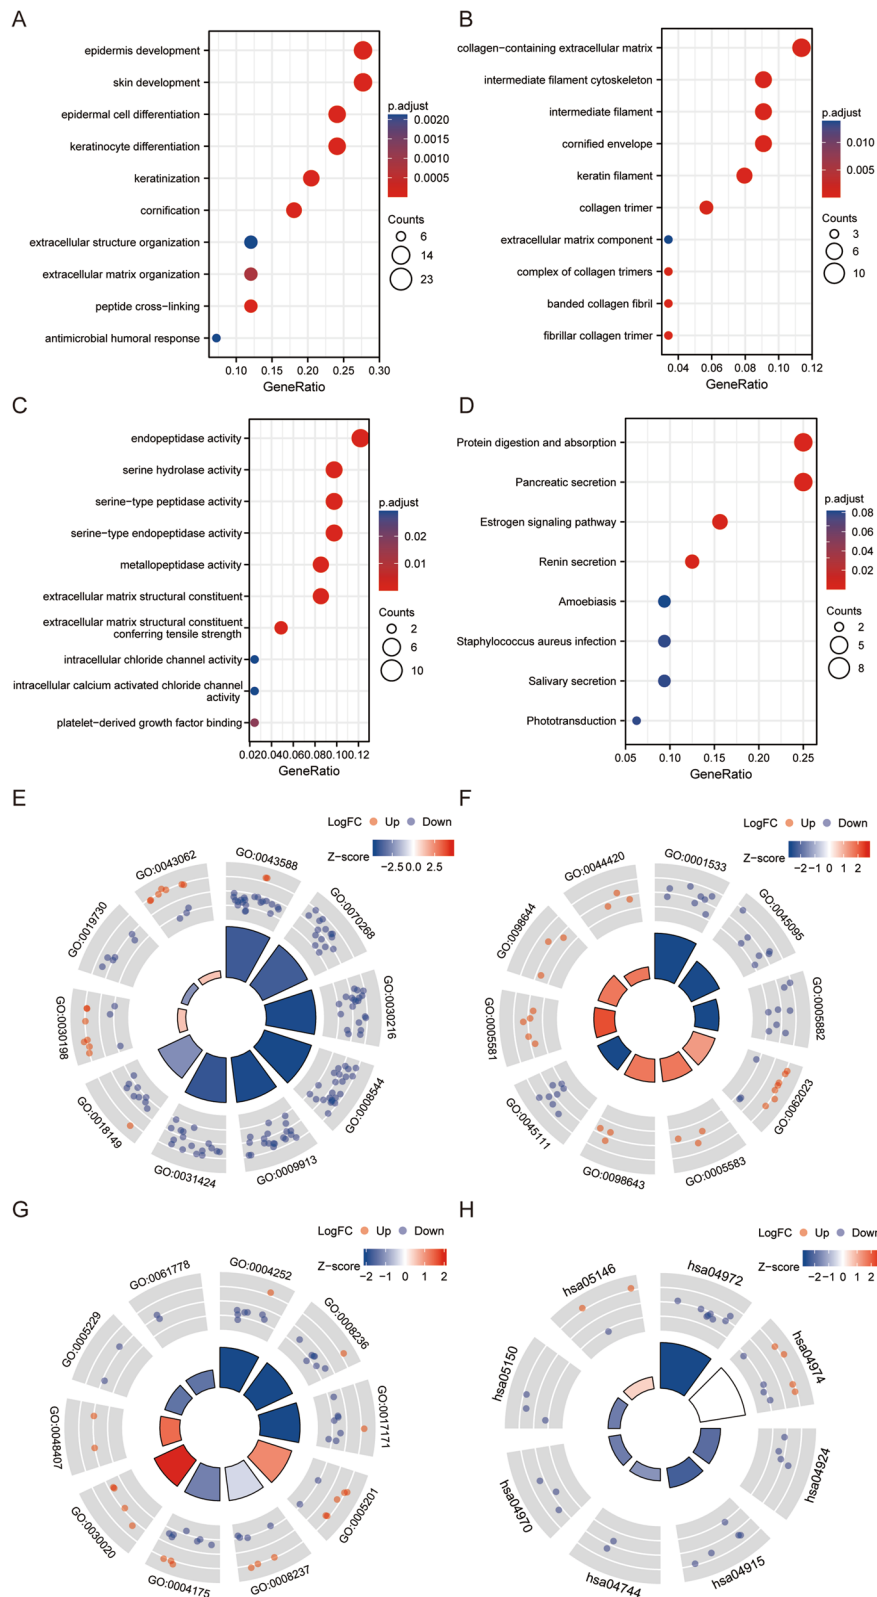 A
epidermis development
skin development
epidermal cell differentiation
keratinocyte differentiation
keratinization
cornification
extracellular structure organization
extracellular matrix organization
peptide cross-linking
antimicrobial humoral response
0.10 0.15 0.20 0.25 0.30
GeneRatio
p.adjust
0.0020
0.0015
0.0010
0.0005
Counts
6
14
23
B
collagen-containing extracellular matrix
intermediate filament cytoskeleton
intermediate filament
cornified envelope
keratin filament
collagen trimer
extracellular matrix component
complex of collagen trimers
banded collagen fibril
fibrillar collagen trimer
0.04 0.06 0.08 0.10 0.12
GeneRatio
p.adjust
0.010
0.005
Counts
3
6
10
C
endopeptidase activity
serine hydrolase activity
serine-type peptidase activity
serine-type endopeptidase activity
metallopeptidase activity
extracellular matrix structural constituent
extracellular matrix structural constituent
conferring tensile strength
intracellular chloride channel activity
intracellular calcium activated chloride channel
activity
platelet-derived growth factor binding
0.020.040.060.080.100.12
GeneRatio
p.adjust
0.02
0.01
Counts
2
6
10
D
Protein digestion and absorption
Pancreatic secretion
Estrogen signaling pathway
Renin secretion
Amoebiasis
Staphylococcus aureus infection
Salivary secretion
Phototransduction
0.05 0.10 0.15 0.20 0.25
GeneRatio
p.adjust
0.08
0.06
0.04
0.02
Counts
2
5
8
E
LogFC Up Down
Z-score
−2.5 0.0 2.5
GO:0043588
GO:0070268
GO:0030216
GO:0008544
GO:0009913
GO:0031424
GO:0018149
GO:0030198
GO:0019730
GO:0043062
F
LogFC Up Down
Z-score
−2 −1 0 1 2
GO:0001533
GO:0045095
GO:0005882
GO:0062023
GO:0005583
GO:0098643
GO:0045111
GO:0005581
GO:0098644
GO:0044420
G
LogFC Up Down
Z-score
−2 −1 0 1 2
GO:0004252
GO:0008236
GO:0017171
GO:0005201
GO:0008237
GO:0004175
GO:0030020
GO:0048407
GO:0005229
GO:0061778
H
LogFC Up Down
Z-score
−2 −1 0 1 2
hsa04972
hsa04974
hsa04924
hsa04915
hsa04744
hsa04970
hsa05150
hsa05146